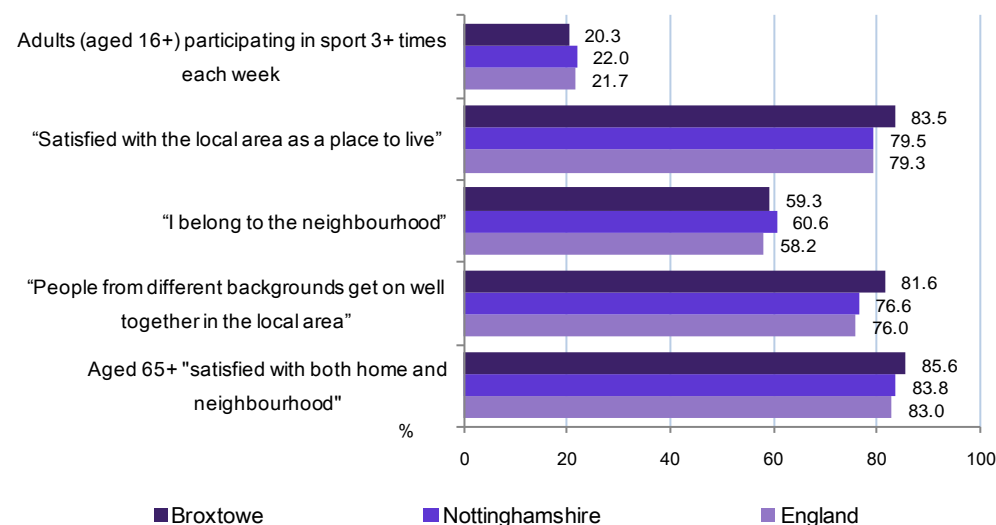 Adults (aged 16+) participating in sport 3+ times
each week
20.3
22.0
21.7
“Satisfied with the local area as a place to live”
83.5
79.5
79.3
“I belong to the neighbourhood”
59.3
60.6
58.2
“People from different backgrounds get on well
together in the local area”
81.6
76.6
76.0
Aged 65+ "satisfied with both home and
neighbourhood"
85.6
83.8
83.0
%
0 20 40 60 80 100
Broxtowe Nottinghamshire England